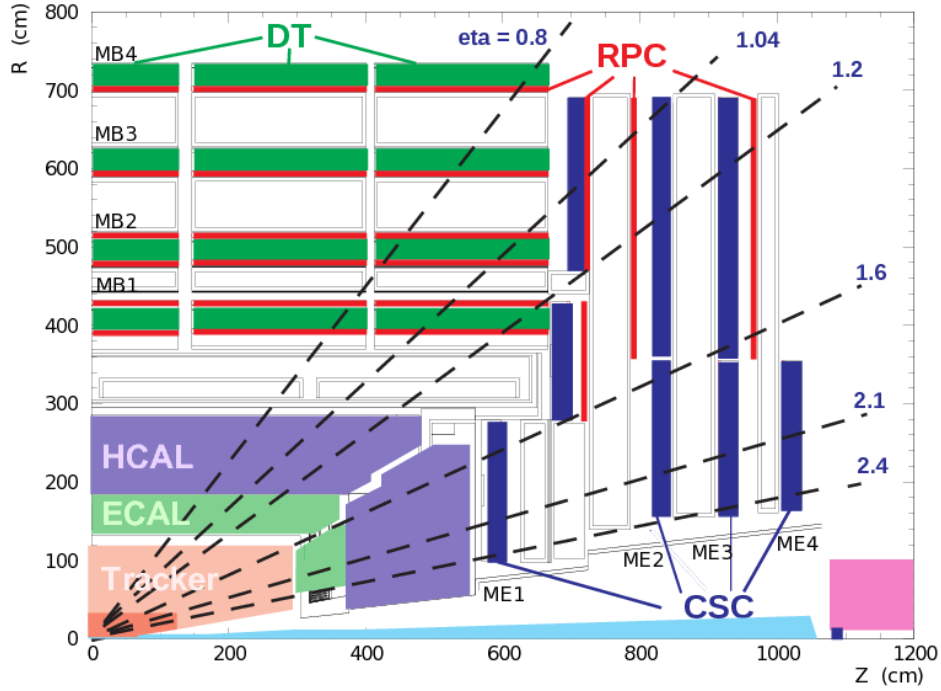 R (cm)
800
700
600
500
400
300
200
100
0
MB4
MB3
MB2
MB1
DT
eta = 0.8
1.04
RPC
1.2
1.6
2.1
2.4
HCAL
ECAL
Tracker
ME1
ME2
ME3
ME4
CSC
0
200
400
600
800
1000
1200
Z (cm)